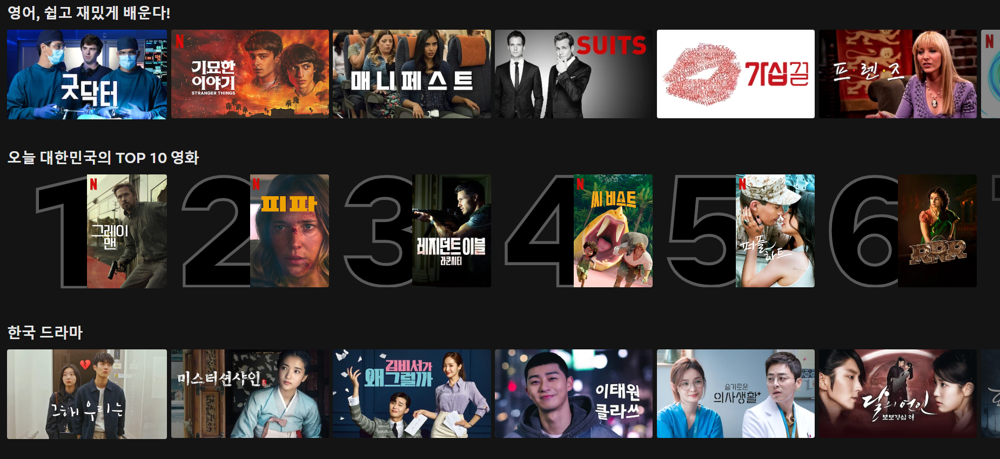 영어, 쉽고 재밌게 배운다!
굿닥터
N
기묘한
이야기
STRANGER THINGS
매니페스트
SUITS
가십걸
프·렌·즈
N
오늘 대한민국의 TOP 10 영화
1
N
그레이
맨
2
N
피파
3
레지던트 이블
라쿤시티
4
N
씨 비스트
5
N
퍼플
하트
6
RRR
한국 드라마
그 해 우리는
미스터 션샤인
김비서가
왜 그럴까
이태원
클라쓰
슬기로운
의사생활+
달의 연인
보보경심 려